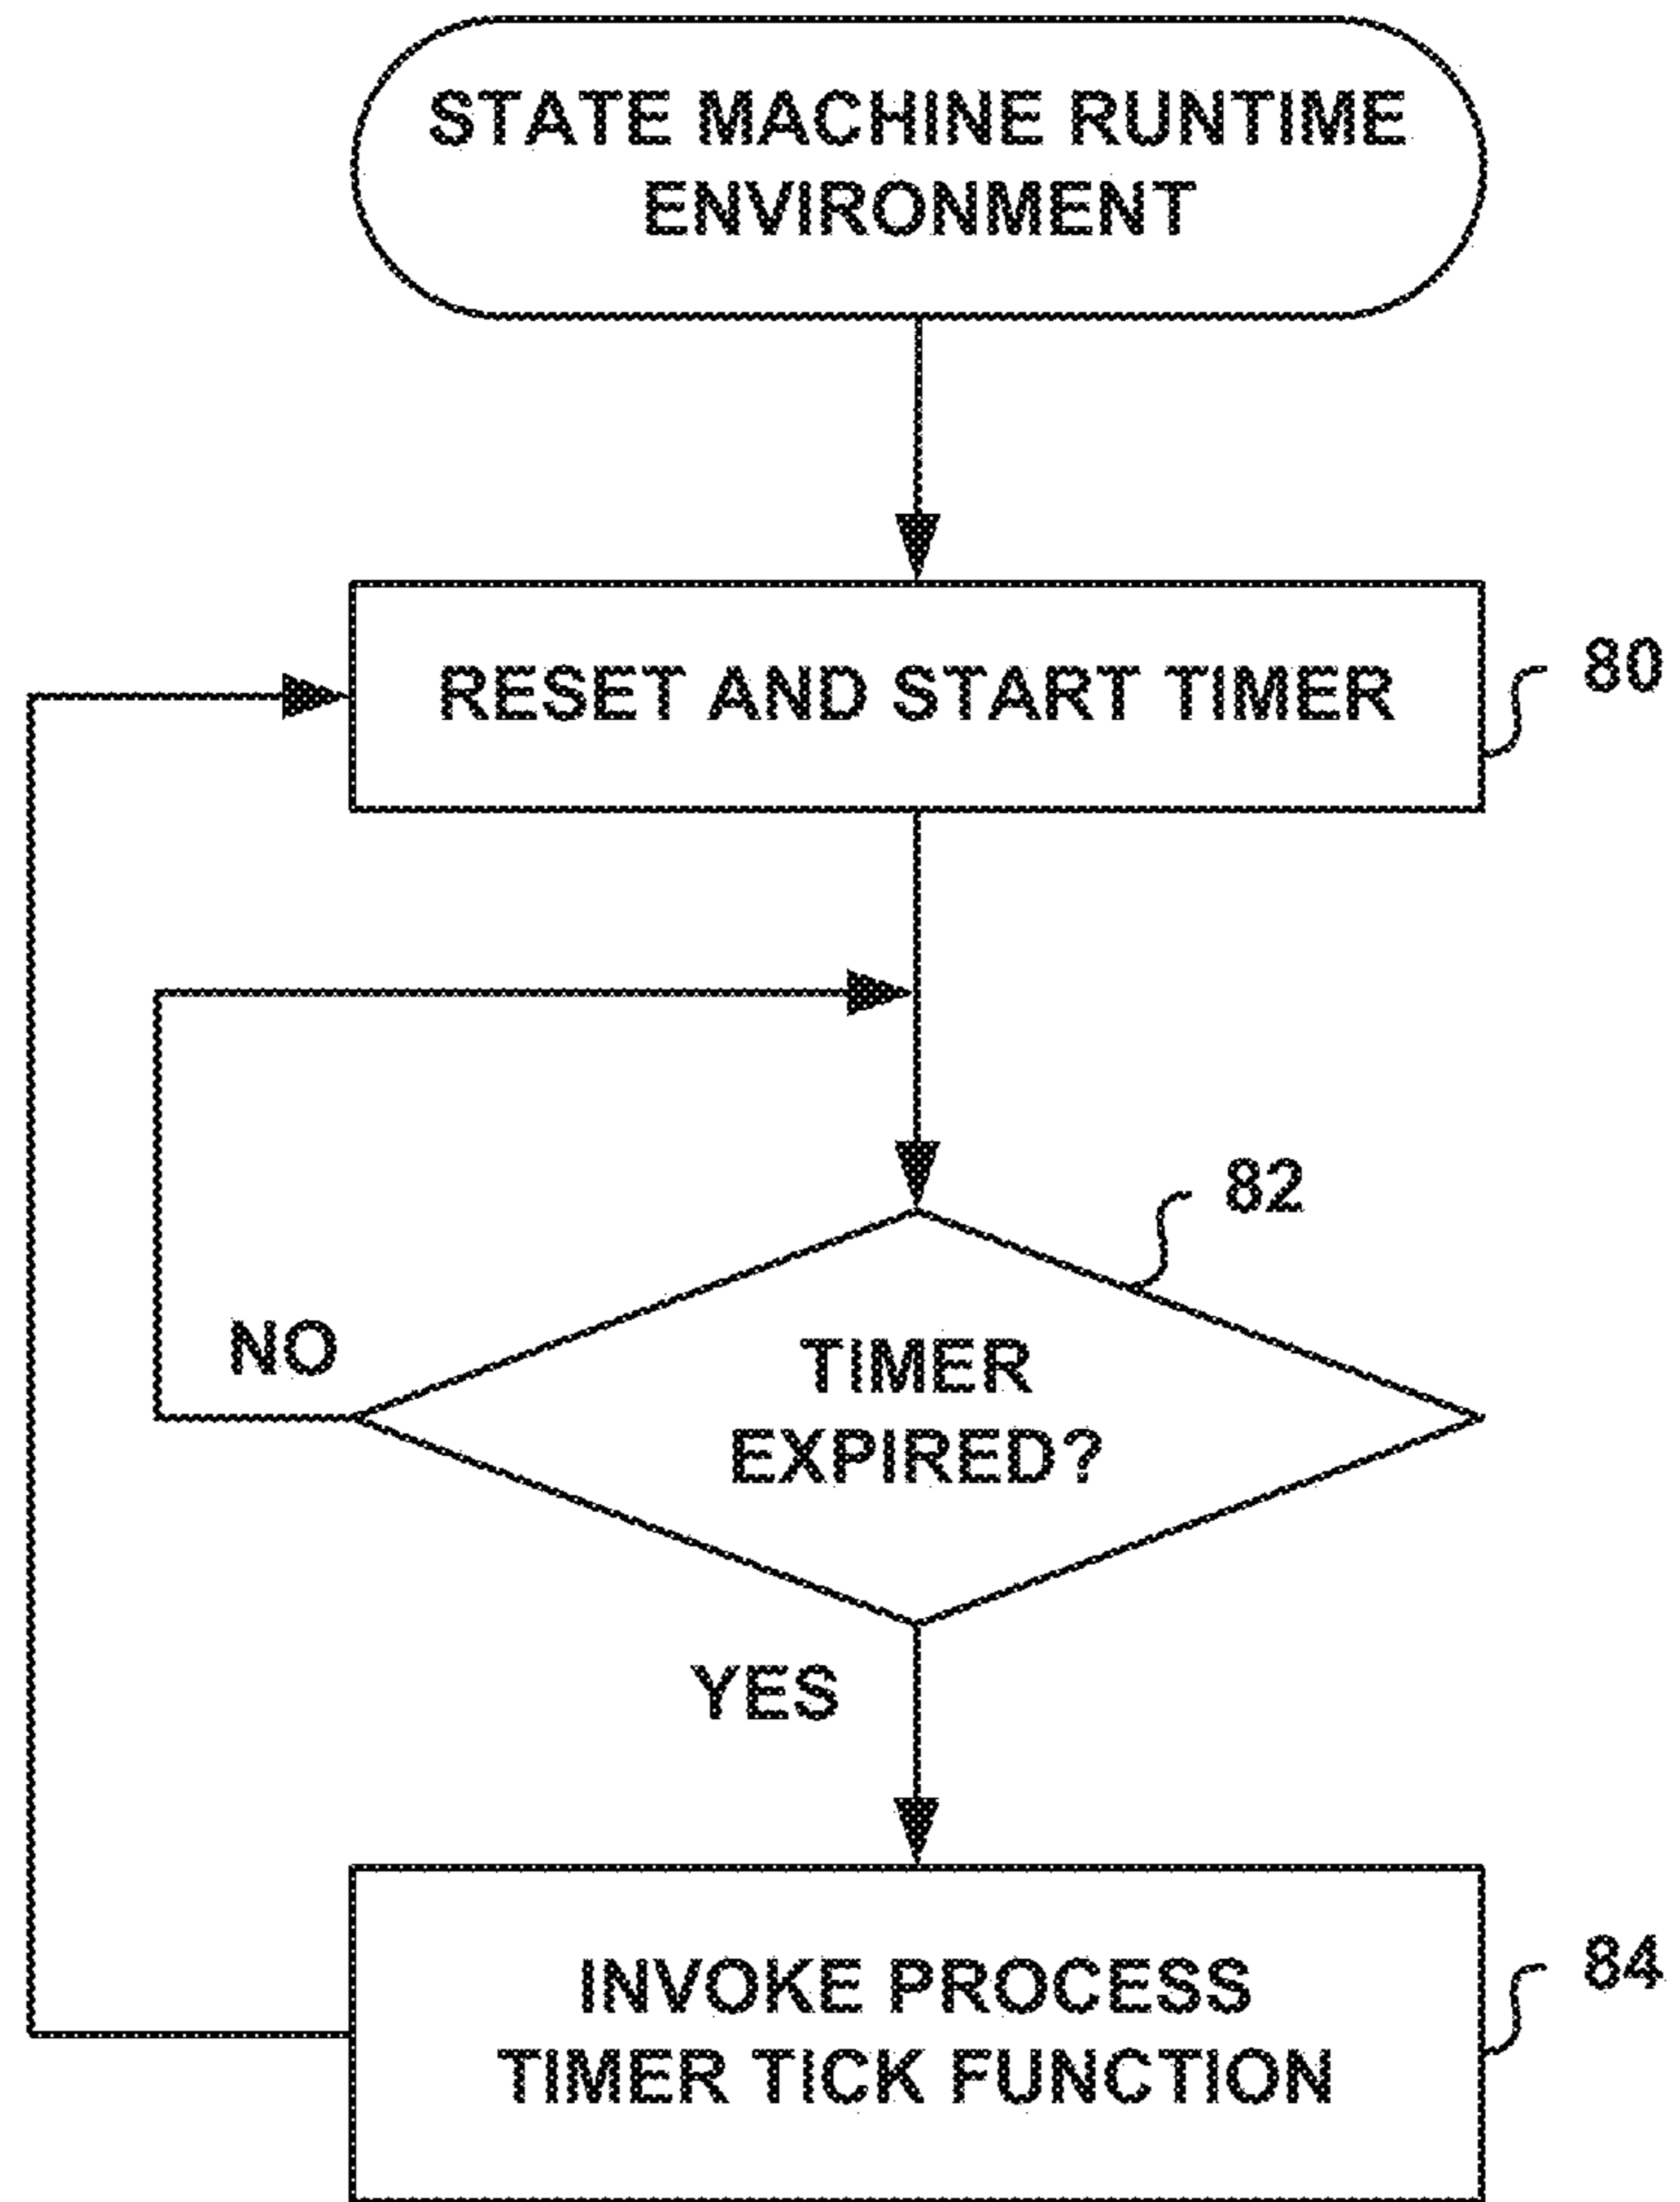 STATE MACHINE RUNTIME
ENVIRONMENT
RESET AND START TIMER
80
82
NO
TIMER
EXPIRED?
YES
INVOKE PROCESS
TIMER TICK FUNCTION
84